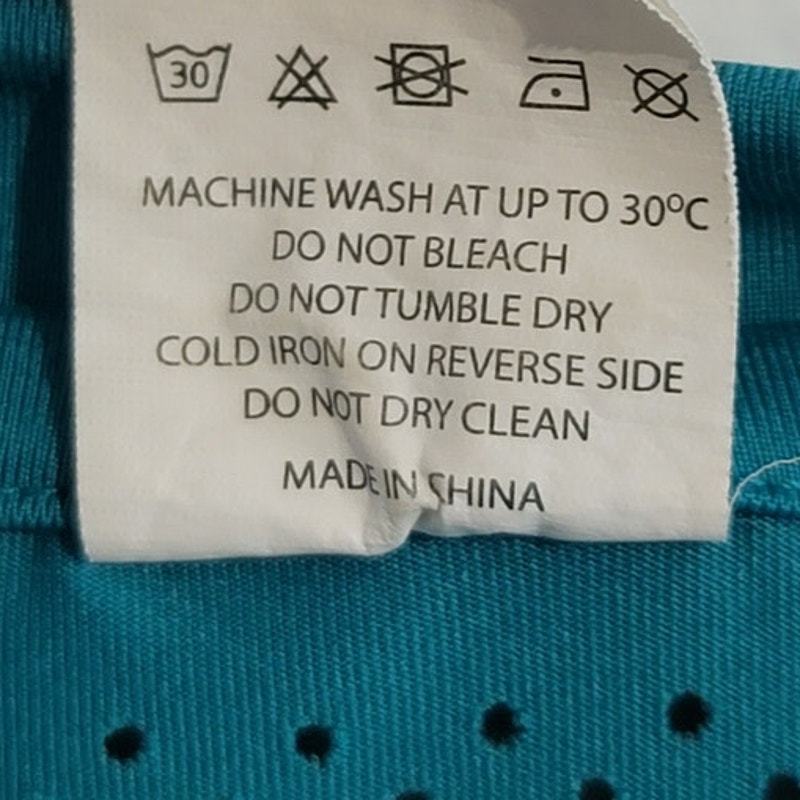 30
MACHINE WASH AT UP TO 30ºC
DO NOT BLEACH
DO NOT TUMBLE DRY
COLD IRON ON REVERSE SIDE
DO NOT DRY CLEAN
MADE IN CHINA